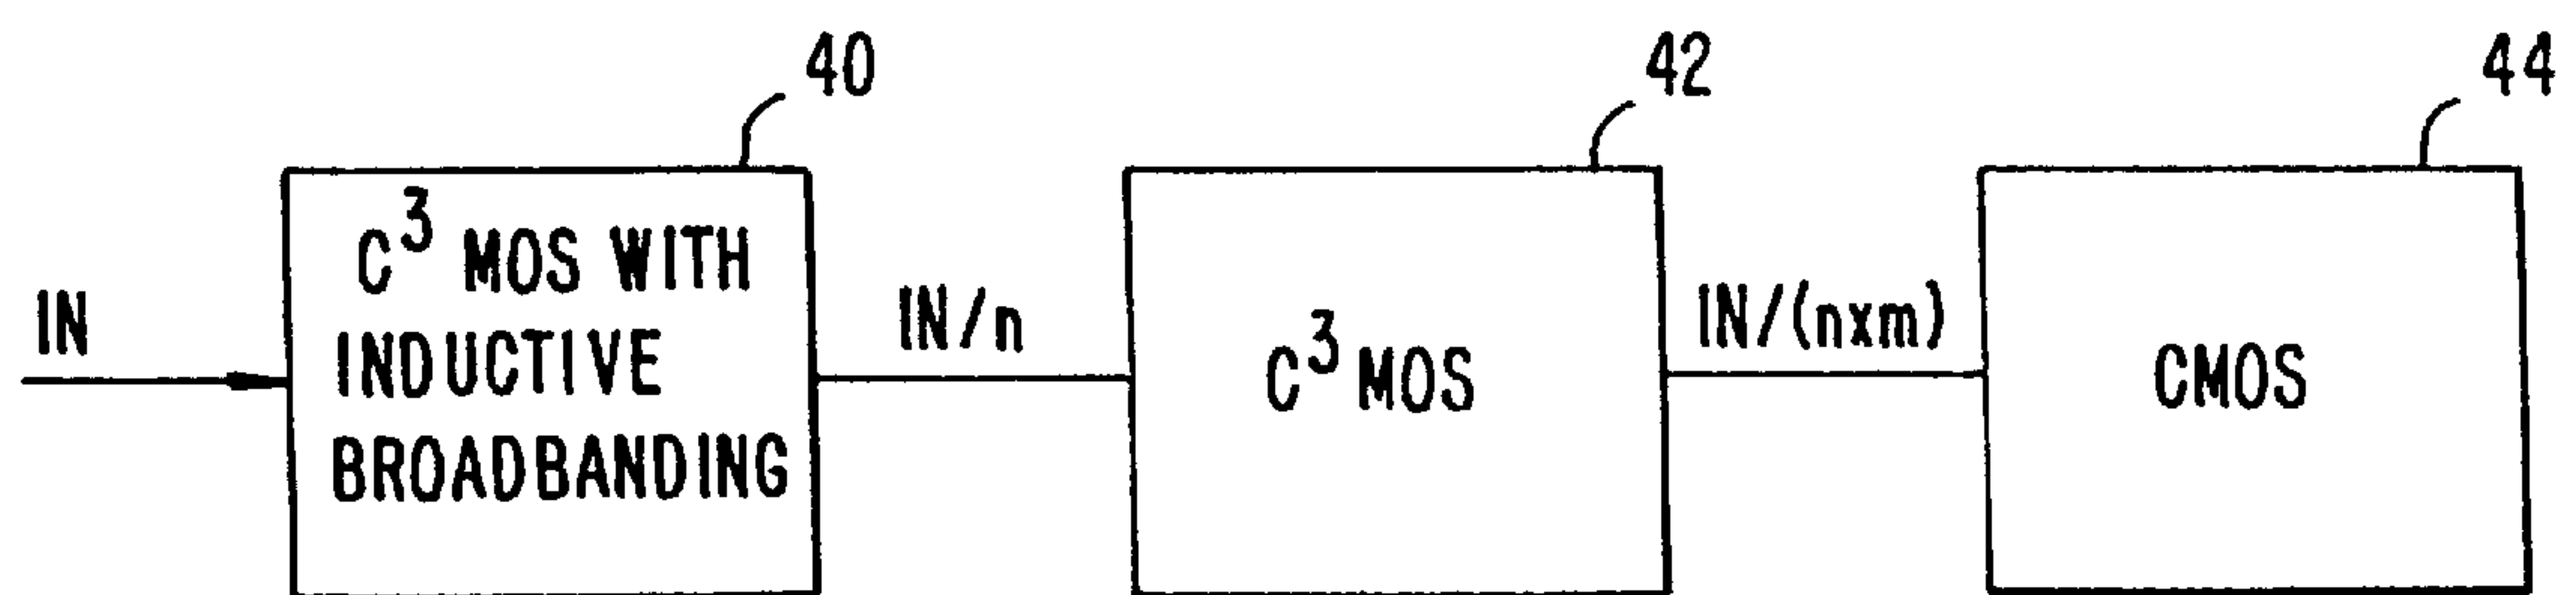 40
42
44
IN
C³ MOS WITH
INDUCTIVE
BROADBANDING
IN/n
C³ MOS
IN/(nxm)
CMOS